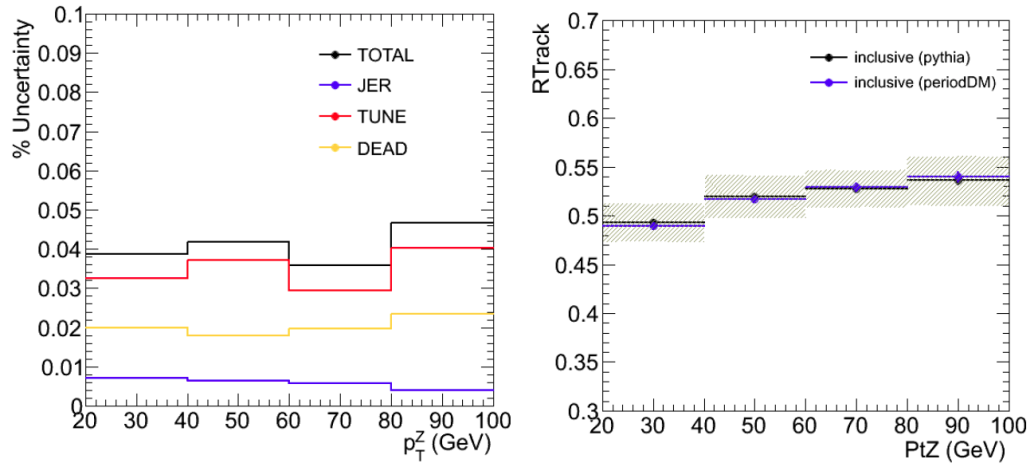 % Uncertainty
0.1
0.09
0.08
0.07
0.06
0.05
0.04
0.03
0.02
0.01
0
TOTAL
JER
TUNE
DEAD
20 30 40 50 60 70 80 90 100
p_T^Z (GeV)
RTrack
0.7
0.65
0.6
0.55
0.5
0.45
0.4
0.35
0.3
inclusive (pythia)
inclusive (periodDM)
20 30 40 50 60 70 80 90 100
PtZ (GeV)